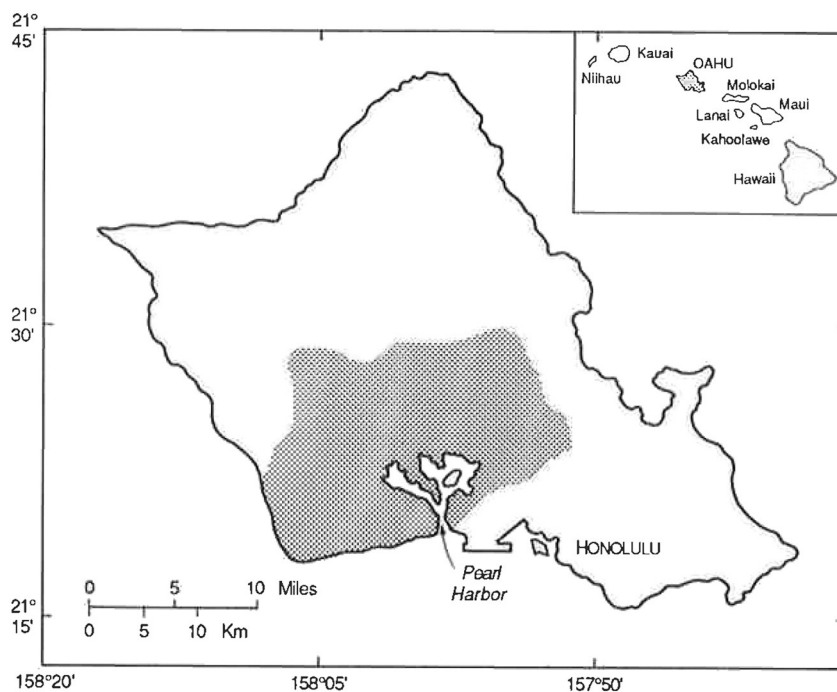 21°
45'
Kauai
OAHU
Niihau
Molokai
Lanai
Maui
Kahoolawe
Hawaii
21°
30'
HONOLULU
Pearl
Harbor
0 5 10 Miles
0 5 10 Km
21°
15'
158°20' 158°05' 157°50'